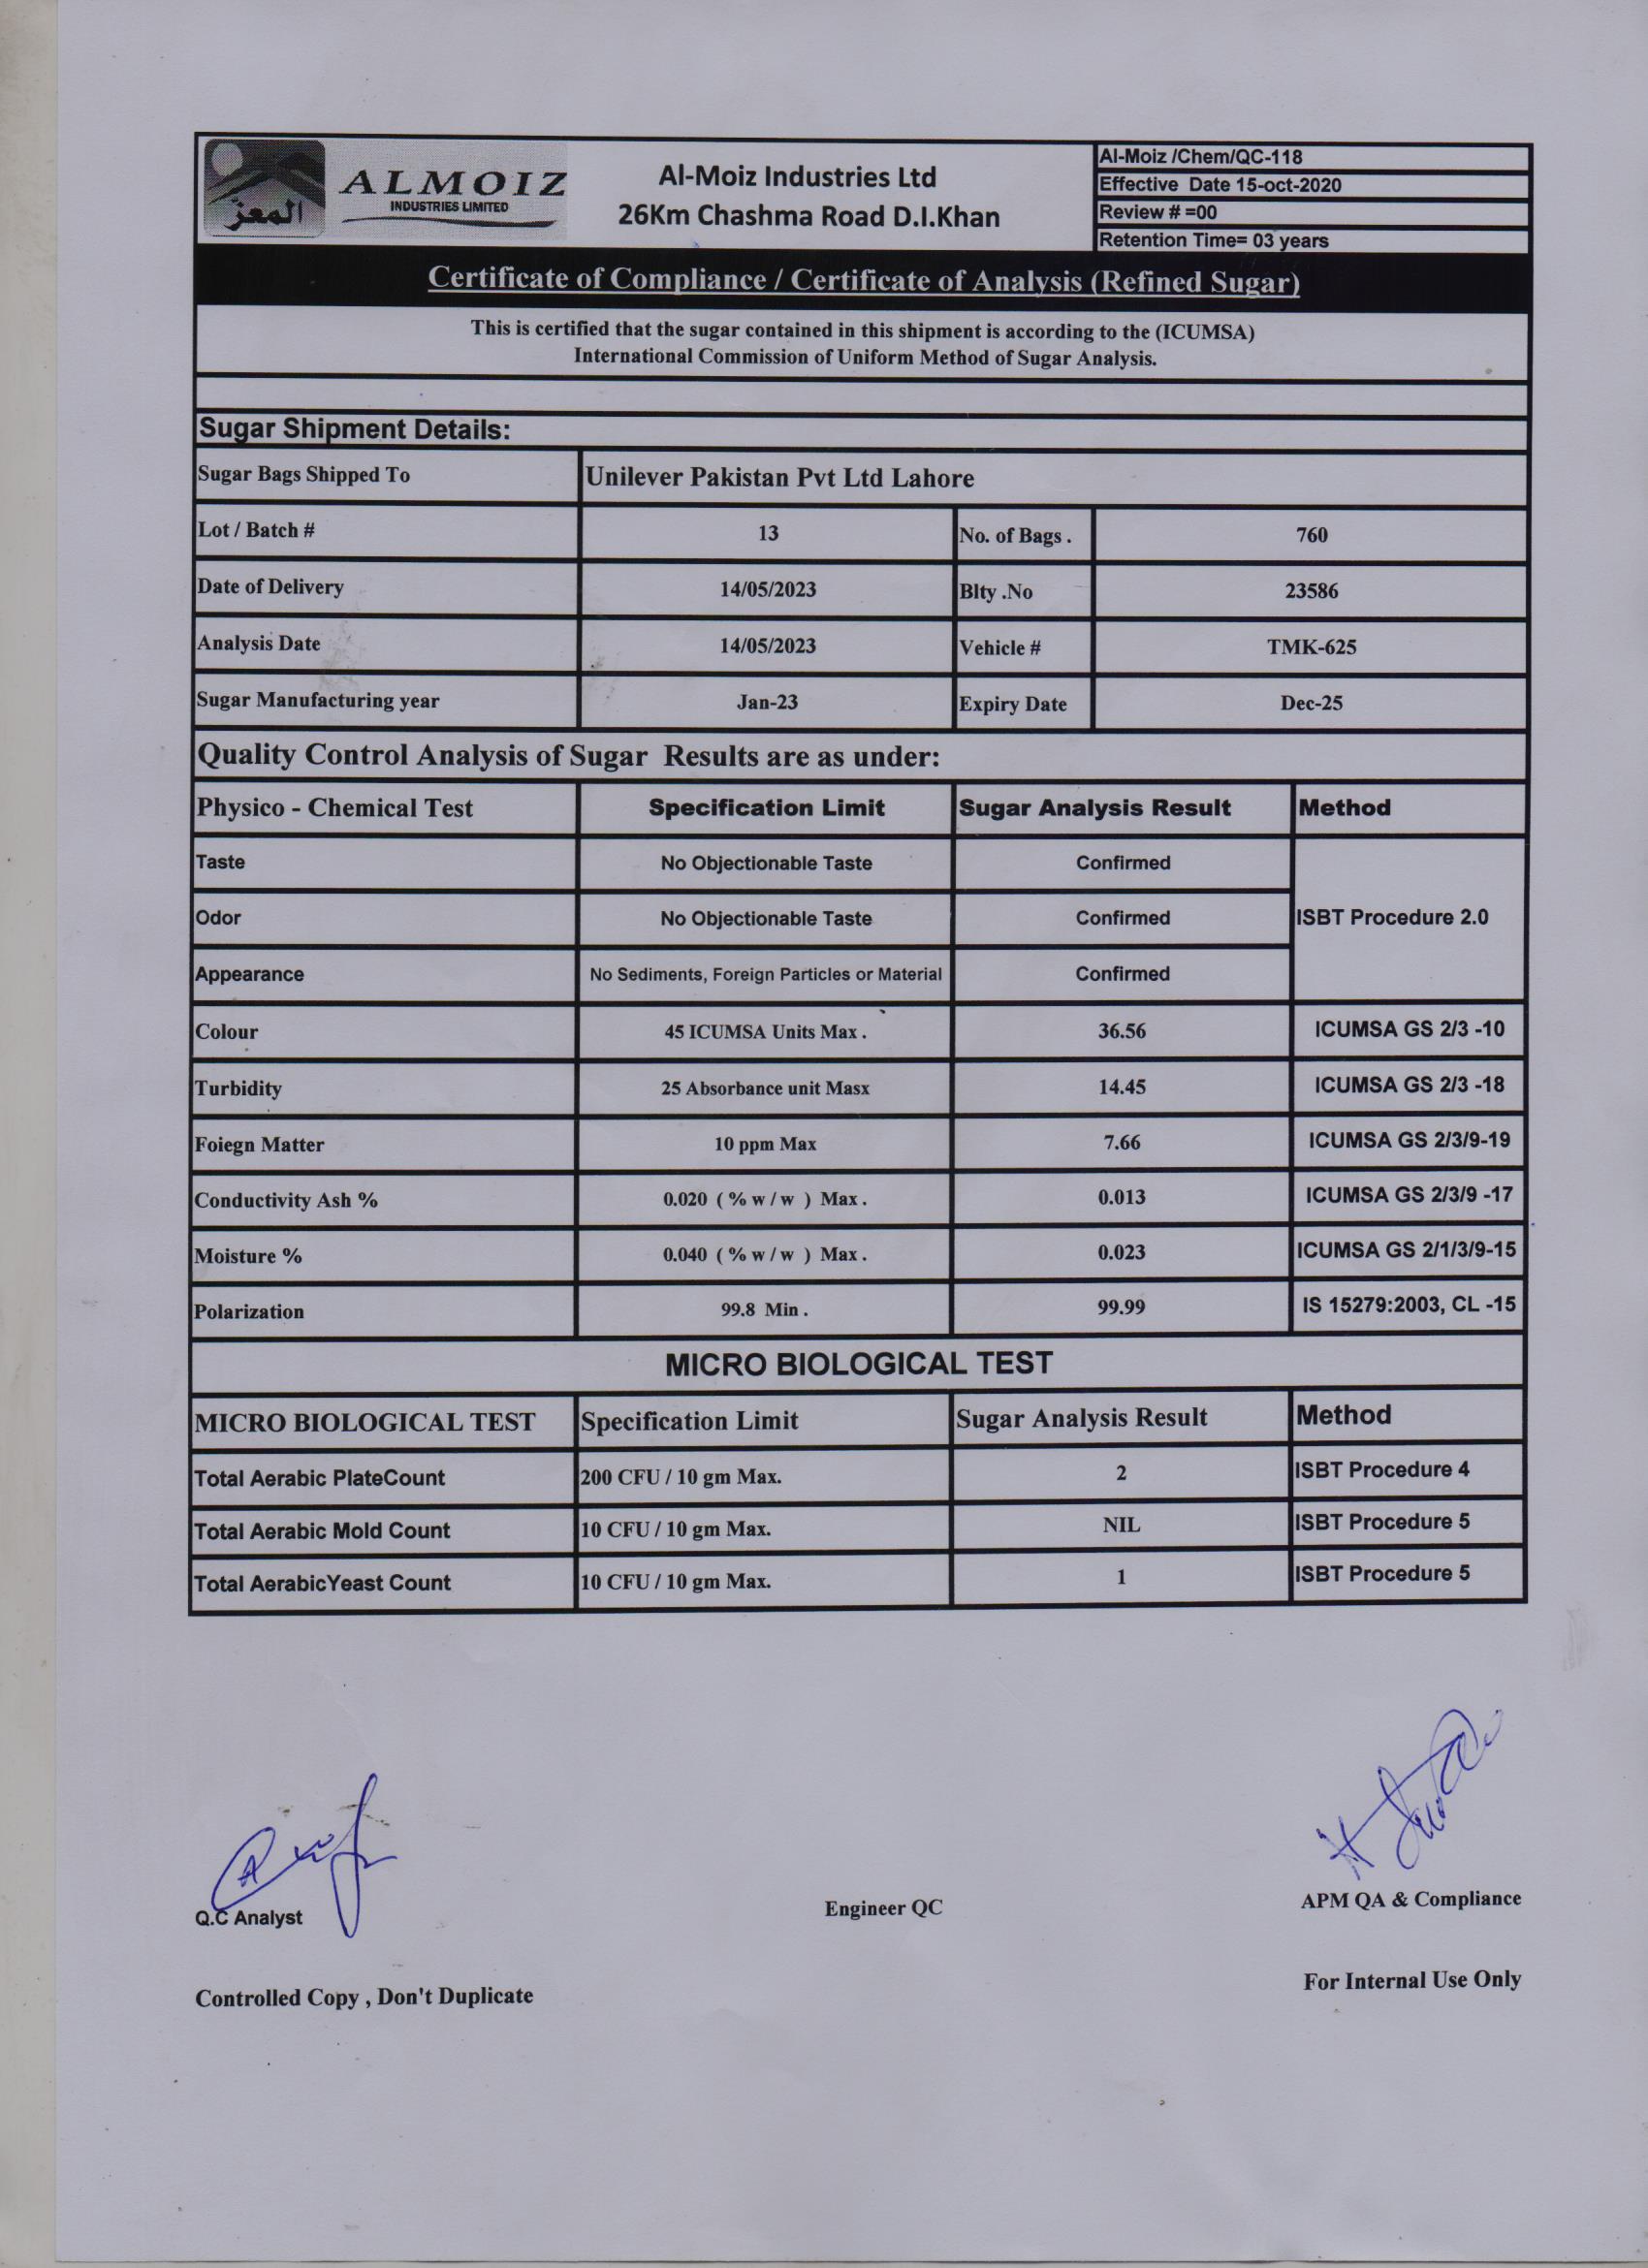 المعز
ALMOIZ
INDUSTRIES LIMITED
Al-Moiz Industries Ltd
26Km Chashma Road D.I.Khan
Al-Moiz /Chem/QC-118
Effective Date 15-oct-2020
Review # =00
Retention Time= 03 years
Certificate of Compliance / Certificate of Analysis (Refined Sugar)
This is certified that the sugar contained in this shipment is according to the (ICUMSA)
International Commission of Uniform Method of Sugar Analysis.
Sugar Shipment Details:
Sugar Bags Shipped To Unilever Pakistan Pvt Ltd Lahore
Lot / Batch # 13 No. of Bags . 760
Date of Delivery 14/05/2023 Blty .No 23586
Analysis Date 14/05/2023 Vehicle # TMK-625
Sugar Manufacturing year Jan-23 Expiry Date Dec-25
Quality Control Analysis of Sugar Results are as under:
Physico - Chemical Test Specification Limit Sugar Analysis Result Method
Taste No Objectionable Taste Confirmed
Odor No Objectionable Taste Confirmed ISBT Procedure 2.0
Appearance No Sediments, Foreign Particles or Material Confirmed
Colour 45 ICUMSA Units Max . 36.56 ICUMSA GS 2/3 -10
Turbidity 25 Absorbance unit Masx 14.45 ICUMSA GS 2/3 -18
Foiegn Matter 10 ppm Max 7.66 ICUMSA GS 2/3/9-19
Conductivity Ash % 0.020 ( % w / w ) Max . 0.013 ICUMSA GS 2/3/9 -17
Moisture % 0.040 ( % w / w ) Max . 0.023 ICUMSA GS 2/1/3/9-15
Polarization 99.8 Min . 99.99 IS 15279:2003, CL -15
MICRO BIOLOGICAL TEST
MICRO BIOLOGICAL TEST Specification Limit Sugar Analysis Result Method
Total Aerabic PlateCount 200 CFU / 10 gm Max. 2 ISBT Procedure 4
Total Aerabic Mold Count 10 CFU / 10 gm Max. NIL ISBT Procedure 5
Total AerabicYeast Count 10 CFU / 10 gm Max. 1 ISBT Procedure 5
Q.C Analyst Engineer QC APM QA & Compliance
Controlled Copy , Don't Duplicate For Internal Use Only